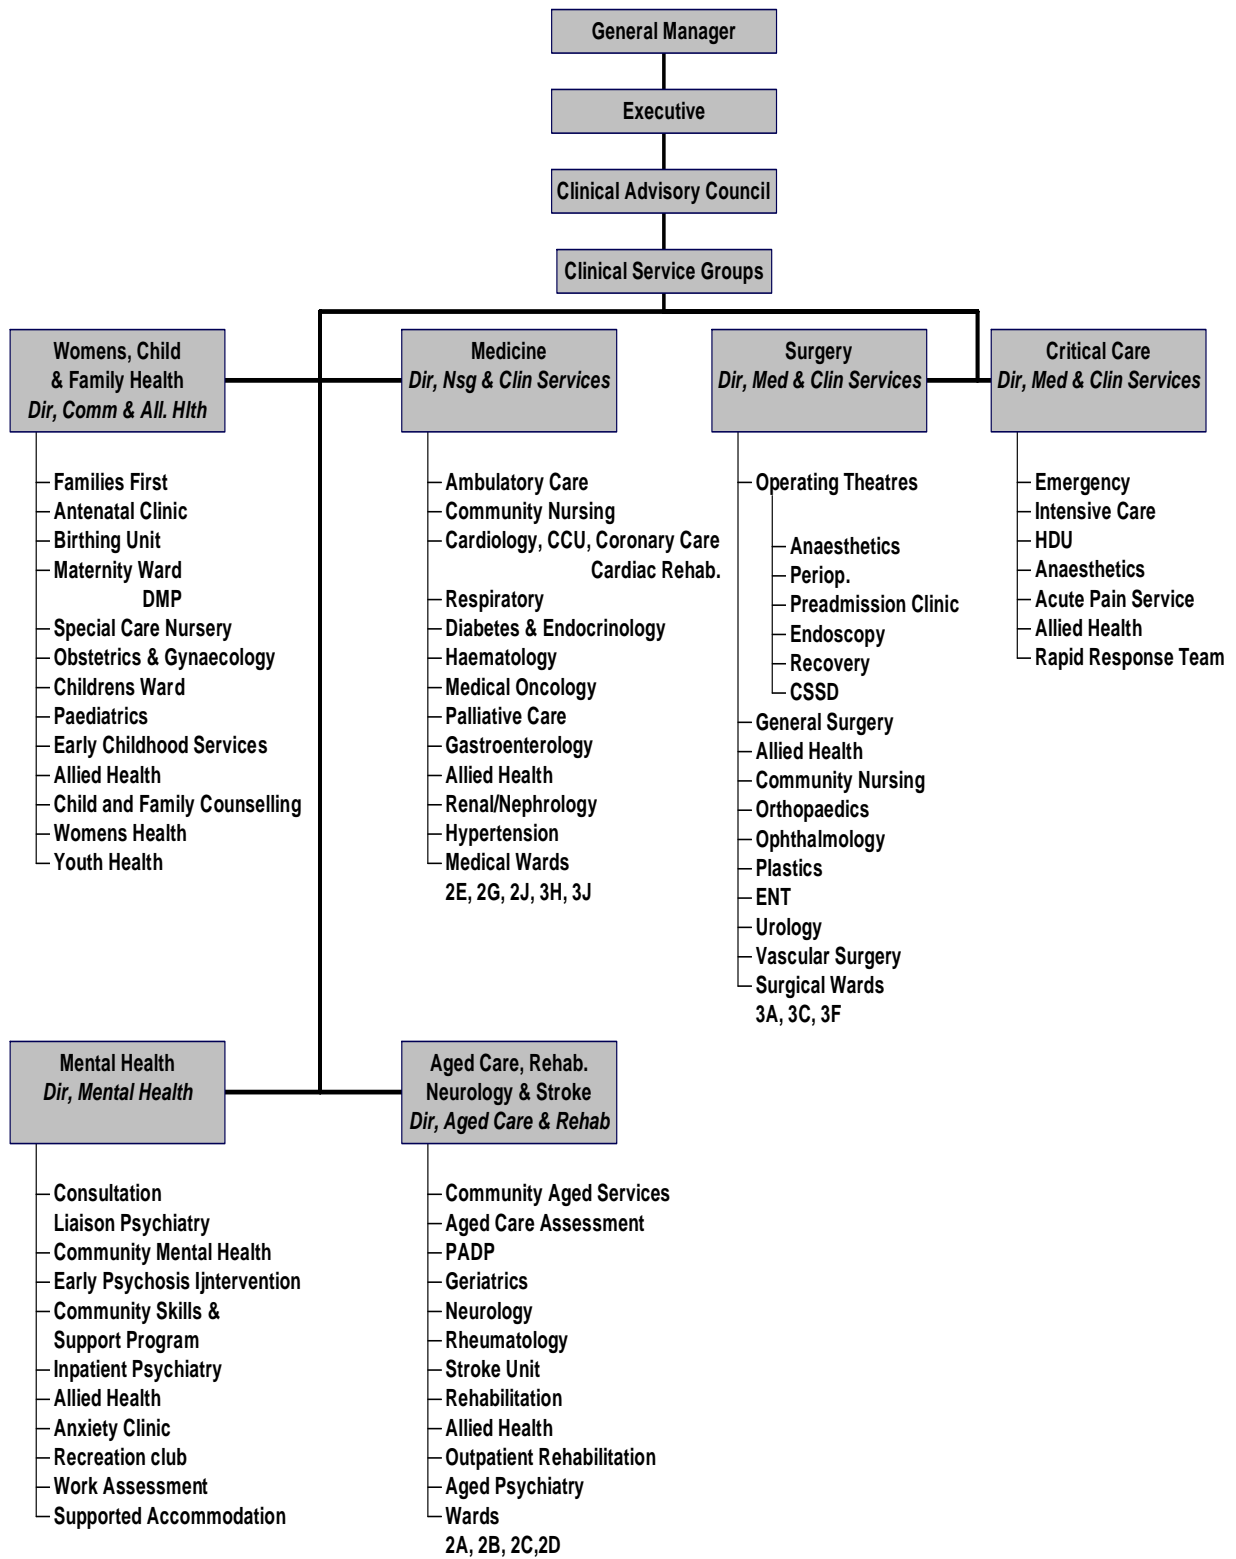 General Manager
Executive
Clinical Advisory Council
Clinical Service Groups
Womens, Child
& Family Health
Dir, Comm & All. Hlth
Families First
Antenatal Clinic
Birthing Unit
Maternity Ward
DMP
Special Care Nursery
Obstetrics & Gynaecology
Childrens Ward
Paediatrics
Early Childhood Services
Allied Health
Child and Family Counselling
Womens Health
Youth Health
Medicine
Dir, Nsg & Clin Services
Ambulatory Care
Community Nursing
Cardiology, CCU, Coronary Care
Cardiac Rehab.
Respiratory
Diabetes & Endocrinology
Haematology
Medical Oncology
Palliative Care
Gastroenterology
Allied Health
Renal/Nephrology
Hypertension
Medical Wards
2E, 2G, 2J, 3H, 3J
Surgery
Dir, Med & Clin Services
Operating Theatres
Anaesthetics
Periop.
Preadmission Clinic
Endoscopy
Recovery
CSSD
General Surgery
Allied Health
Community Nursing
Orthopaedics
Ophthalmology
Plastics
ENT
Urology
Vascular Surgery
Surgical Wards
3A, 3C, 3F
Critical Care
Dir, Med & Clin Services
Emergency
Intensive Care
HDU
Anaesthetics
Acute Pain Service
Allied Health
Rapid Response Team
Mental Health
Dir, Mental Health
Consultation
Liaison Psychiatry
Community Mental Health
Early Psychosis Ijntervention
Community Skills &
Support Program
Inpatient Psychiatry
Allied Health
Anxiety Clinic
Recreation club
Work Assessment
Supported Accommodation
Aged Care, Rehab.
Neurology & Stroke
Dir, Aged Care & Rehab
Community Aged Services
Aged Care Assessment
PADP
Geriatrics
Neurology
Rheumatology
Stroke Unit
Rehabilitation
Allied Health
Outpatient Rehabilitation
Aged Psychiatry
Wards
2A, 2B, 2C,2D